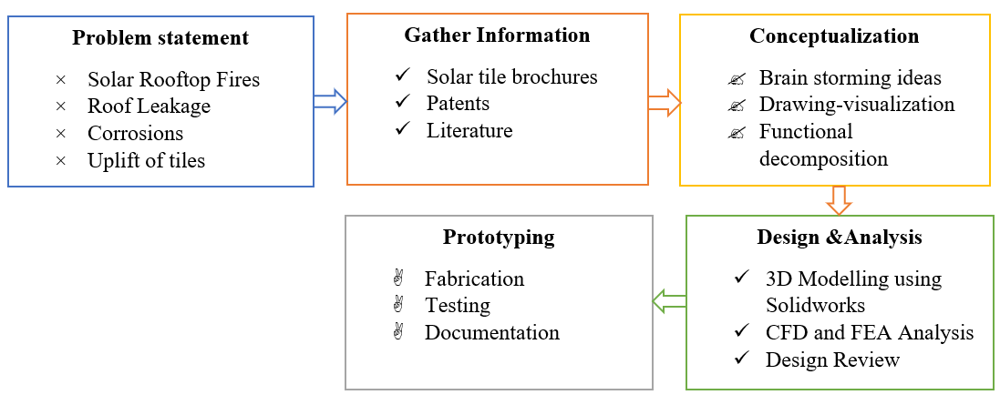 Problem statement
× Solar Rooftop Fires
× Roof Leakage
× Corrosions
× Uplift of tiles
Gather Information
✓ Solar tile brochures
✓ Patents
✓ Literature
Conceptualization
✍ Brain storming ideas
✍ Drawing-visualization
✍ Functional
decomposition
Design &Analysis
✓ 3D Modelling using
Solidworks
✓ CFD and FEA Analysis
✓ Design Review
Prototyping
✌ Fabrication
✌ Testing
✌ Documentation